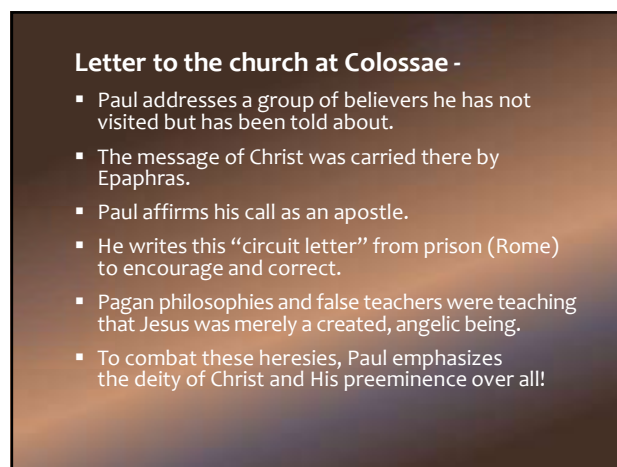 Letter to the church at Colossae -
▪ Paul addresses a group of believers he has not
visited but has been told about.
▪ The message of Christ was carried there by
Epaphras.
▪ Paul affirms his call as an apostle.
▪ He writes this “circuit letter” from prison (Rome)
to encourage and correct.
▪ Pagan philosophies and false teachers were teaching
that Jesus was merely a created, angelic being.
▪ To combat these heresies, Paul emphasizes
the deity of Christ and His preeminence over all!